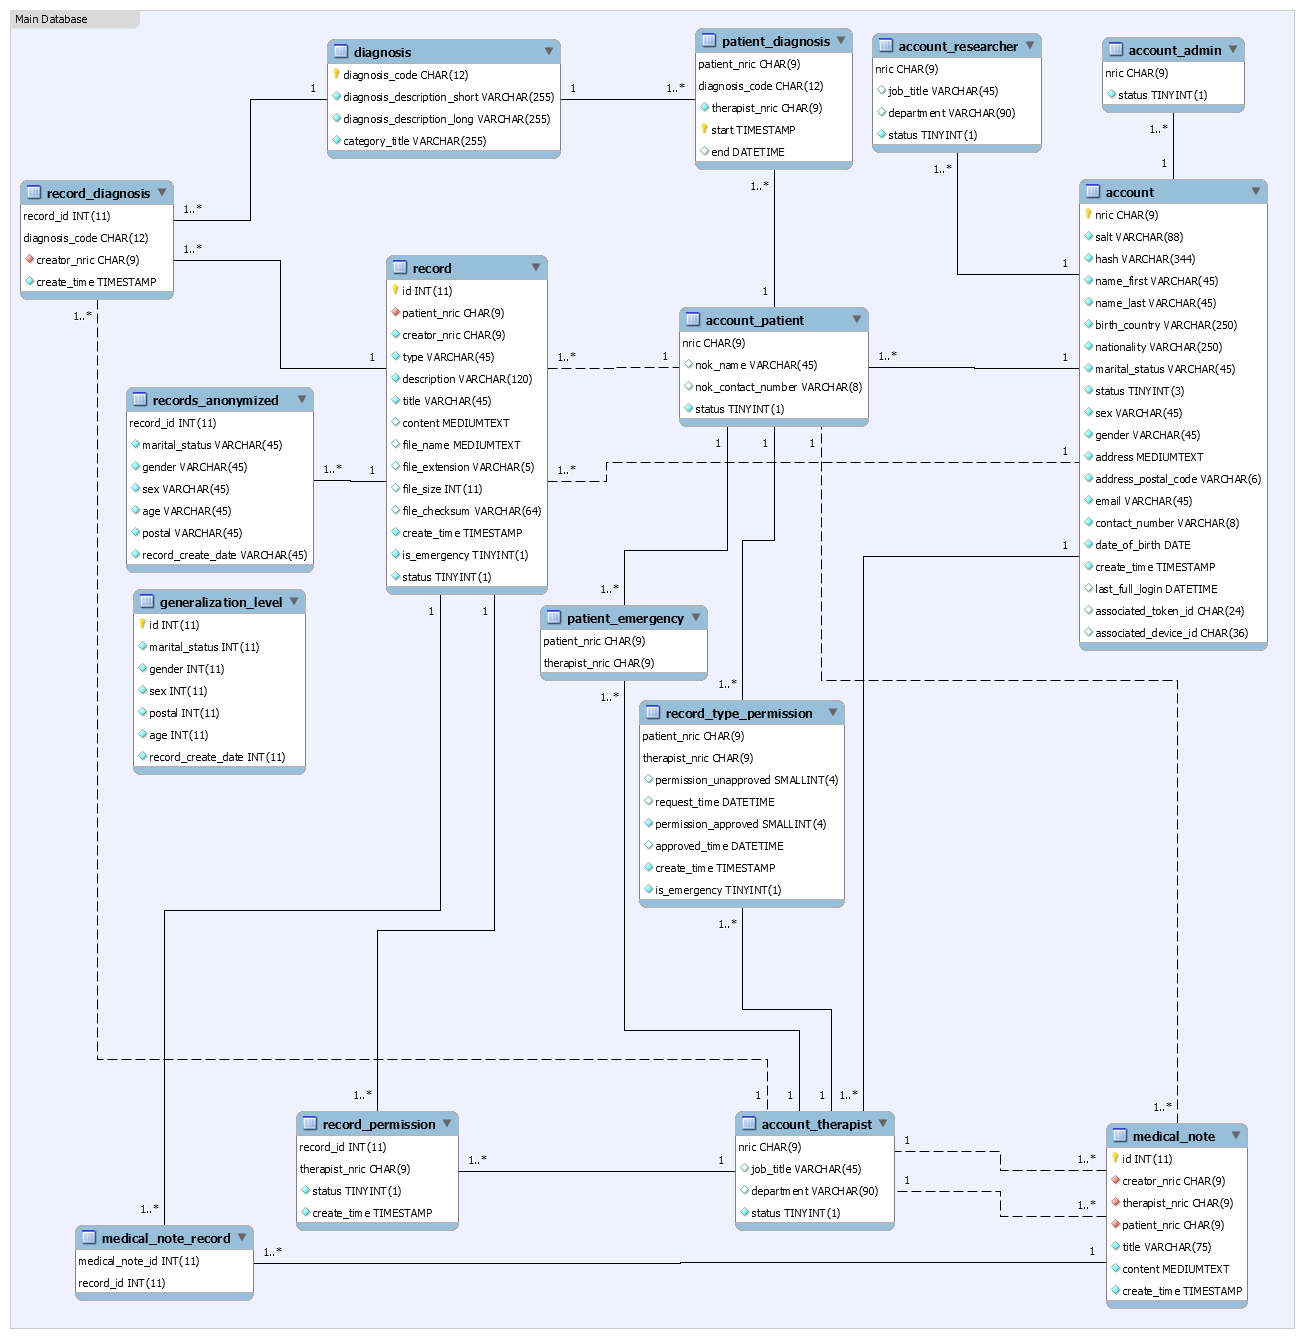 Main Database
diagnosis
diagnosis_code CHAR(12)
diagnosis_description_short VARCHAR(255)
diagnosis_description_long VARCHAR(255)
category_title VARCHAR(255)
patient_diagnosis
patient_nric CHAR(9)
diagnosis_code CHAR(12)
therapist_nric CHAR(9)
start TIMESTAMP
end DATETIME
account_researcher
nric CHAR(9)
job_title VARCHAR(45)
department VARCHAR(90)
status TINYINT(1)
account_admin
nric CHAR(9)
status TINYINT(1)
1
1
1..*
1..*
1..*
1
1..*
record_diagnosis
record_id INT(11)
diagnosis_code CHAR(12)
creator_nric CHAR(9)
create_time TIMESTAMP
1..*
1..*
1..*
record
id INT(11)
patient_nric CHAR(9)
creator_nric CHAR(9)
type VARCHAR(45)
description VARCHAR(120)
title VARCHAR(45)
content MEDIUMTEXT
file_name MEDIUMTEXT
file_extension VARCHAR(5)
file_size INT(11)
file_checksum VARCHAR(64)
create_time TIMESTAMP
is_emergency TINYINT(1)
status TINYINT(1)
1
1..*
1
1
account_patient
nric CHAR(9)
nok_name VARCHAR(45)
nok_contact_number VARCHAR(8)
status TINYINT(1)
1..*
1
1
account
nric CHAR(9)
salt VARCHAR(88)
hash VARCHAR(344)
name_first VARCHAR(45)
name_last VARCHAR(45)
birth_country VARCHAR(250)
nationality VARCHAR(250)
marital_status VARCHAR(45)
status TINYINT(3)
sex VARCHAR(45)
gender VARCHAR(45)
address MEDIUMTEXT
address_postal_code VARCHAR(6)
email VARCHAR(45)
contact_number VARCHAR(8)
date_of_birth DATE
create_time TIMESTAMP
last_full_login DATETIME
associated_token_id CHAR(24)
associated_device_id CHAR(36)
records_anonymized
record_id INT(11)
marital_status VARCHAR(45)
gender VARCHAR(45)
sex VARCHAR(45)
age VARCHAR(45)
postal VARCHAR(45)
record_create_date VARCHAR(45)
1..*
1
1..*
1
1
1
1
1
generalization_level
id INT(11)
marital_status INT(11)
gender INT(11)
sex INT(11)
postal INT(11)
age INT(11)
record_create_date INT(11)
1
1
1..*
patient_emergency
patient_nric CHAR(9)
therapist_nric CHAR(9)
1..*
1..*
record_type_permission
patient_nric CHAR(9)
therapist_nric CHAR(9)
permission_unapproved SMALLINT(4)
request_time DATETIME
permission_approved SMALLINT(4)
approved_time DATETIME
create_time TIMESTAMP
is_emergency TINYINT(1)
1..*
1..*
1
1
1
1..*
1..*
record_permission
record_id INT(11)
therapist_nric CHAR(9)
status TINYINT(1)
create_time TIMESTAMP
1..*
1
account_therapist
nric CHAR(9)
job_title VARCHAR(45)
department VARCHAR(90)
status TINYINT(1)
1
1..*
1
1..*
medical_note
id INT(11)
creator_nric CHAR(9)
therapist_nric CHAR(9)
patient_nric CHAR(9)
title VARCHAR(75)
content MEDIUMTEXT
create_time TIMESTAMP
1..*
medical_note_record
medical_note_id INT(11)
record_id INT(11)
1..*
1